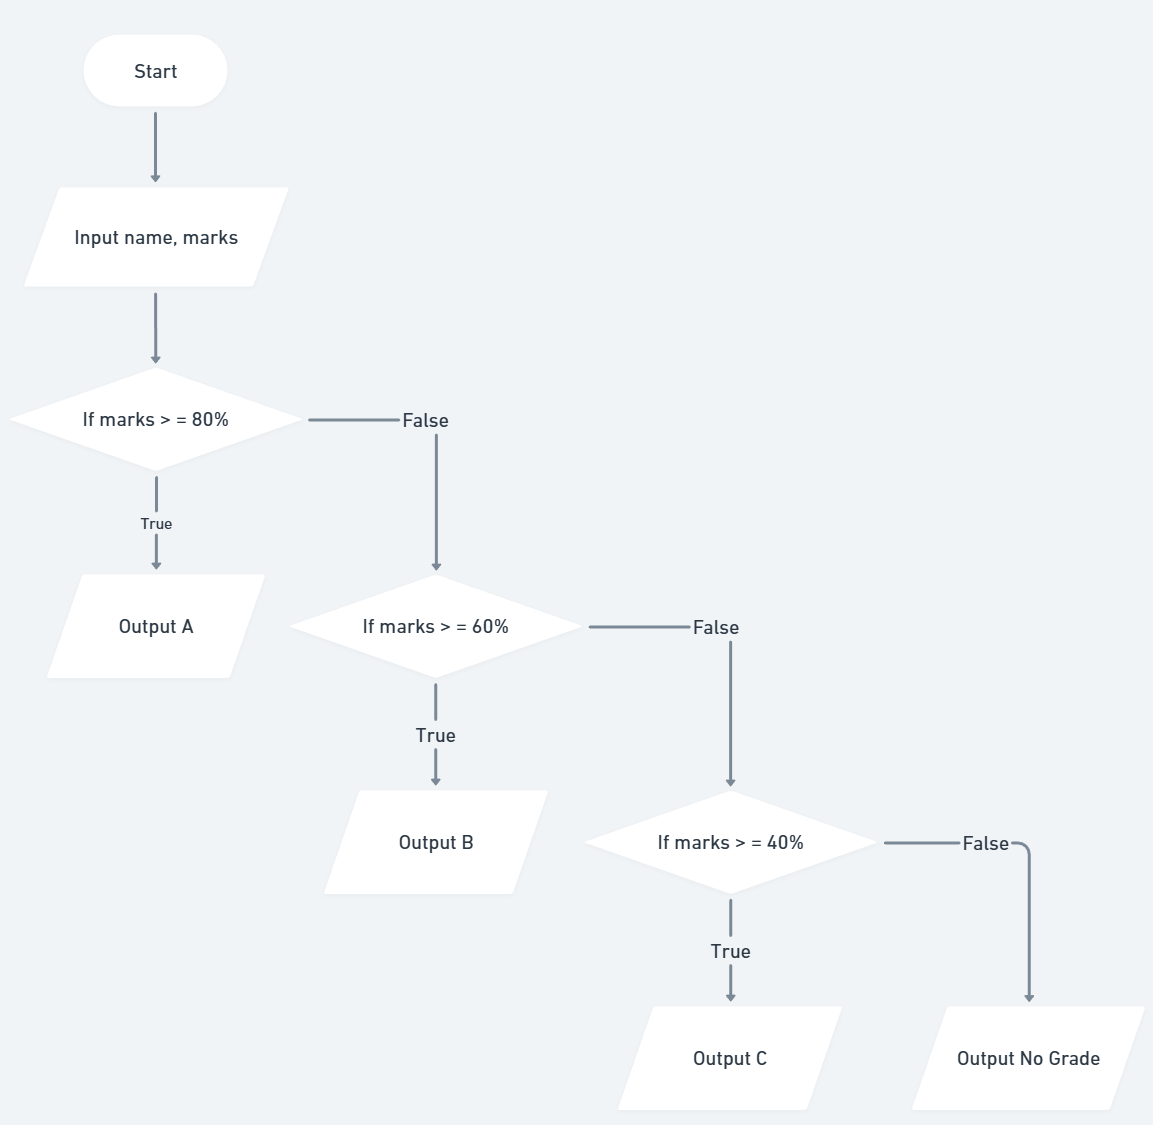 Start
Input name, marks
If marks > = 80%
False
True
Output A
If marks > = 60%
False
True
Output B
If marks > = 40%
False
True
Output C
Output No Grade